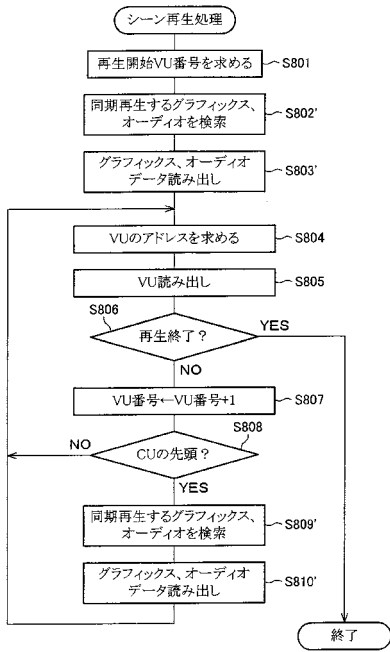 シーン再生処理
再生開始VU番号を求める
S801
同期再生するグラフィックス、
オーディオを検索
S802'
グラフィックス、オーディオ
データ読み出し
S803'
VUのアドレスを求める
S804
VU読み出し
S805
S806
再生終了?
YES
NO
VU番号←VU番号+1
S807
S808
NO
CUの先頭?
YES
同期再生するグラフィックス、
オーディオを検索
S809'
グラフィックス、オーディオ
データ読み出し
S810'
終了